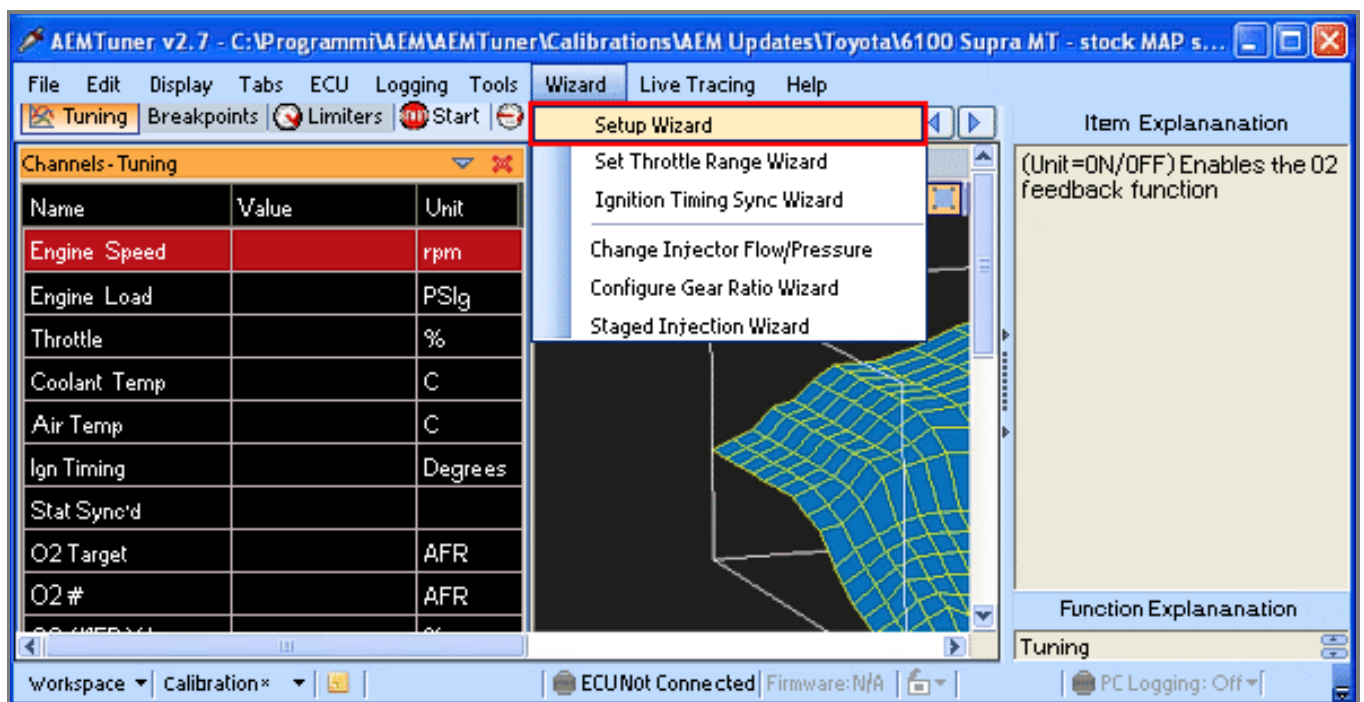 AEMTuner v2.7 - C:\Programmi\AEM\AEMTuner\Calibrations\AEM Updates\Toyota\6100 Supra MT - stock MAP s...
File Edit Display Tabs ECU Logging Tools Wizard Live Tracing Help
Tuning Breakpoints Limiters Start
Setup Wizard
Set Throttle Range Wizard
Ignition Timing Sync Wizard
Change Injector Flow/Pressure
Configure Gear Ratio Wizard
Staged Injection Wizard
Item Explananation
(Unit=ON/OFF) Enables the O2
feedback function
Channels - Tuning
Name Value Unit
Engine Speed rpm
Engine Load PSIg
Throttle %
Coolant Temp C
Air Temp C
Ign Timing Degrees
Stat Sync'd
O2 Target AFR
O2 # AFR
Function Explananation
Tuning
Workspace Calibration* ECU Not Connected Firmware: N/A PC Logging: Off